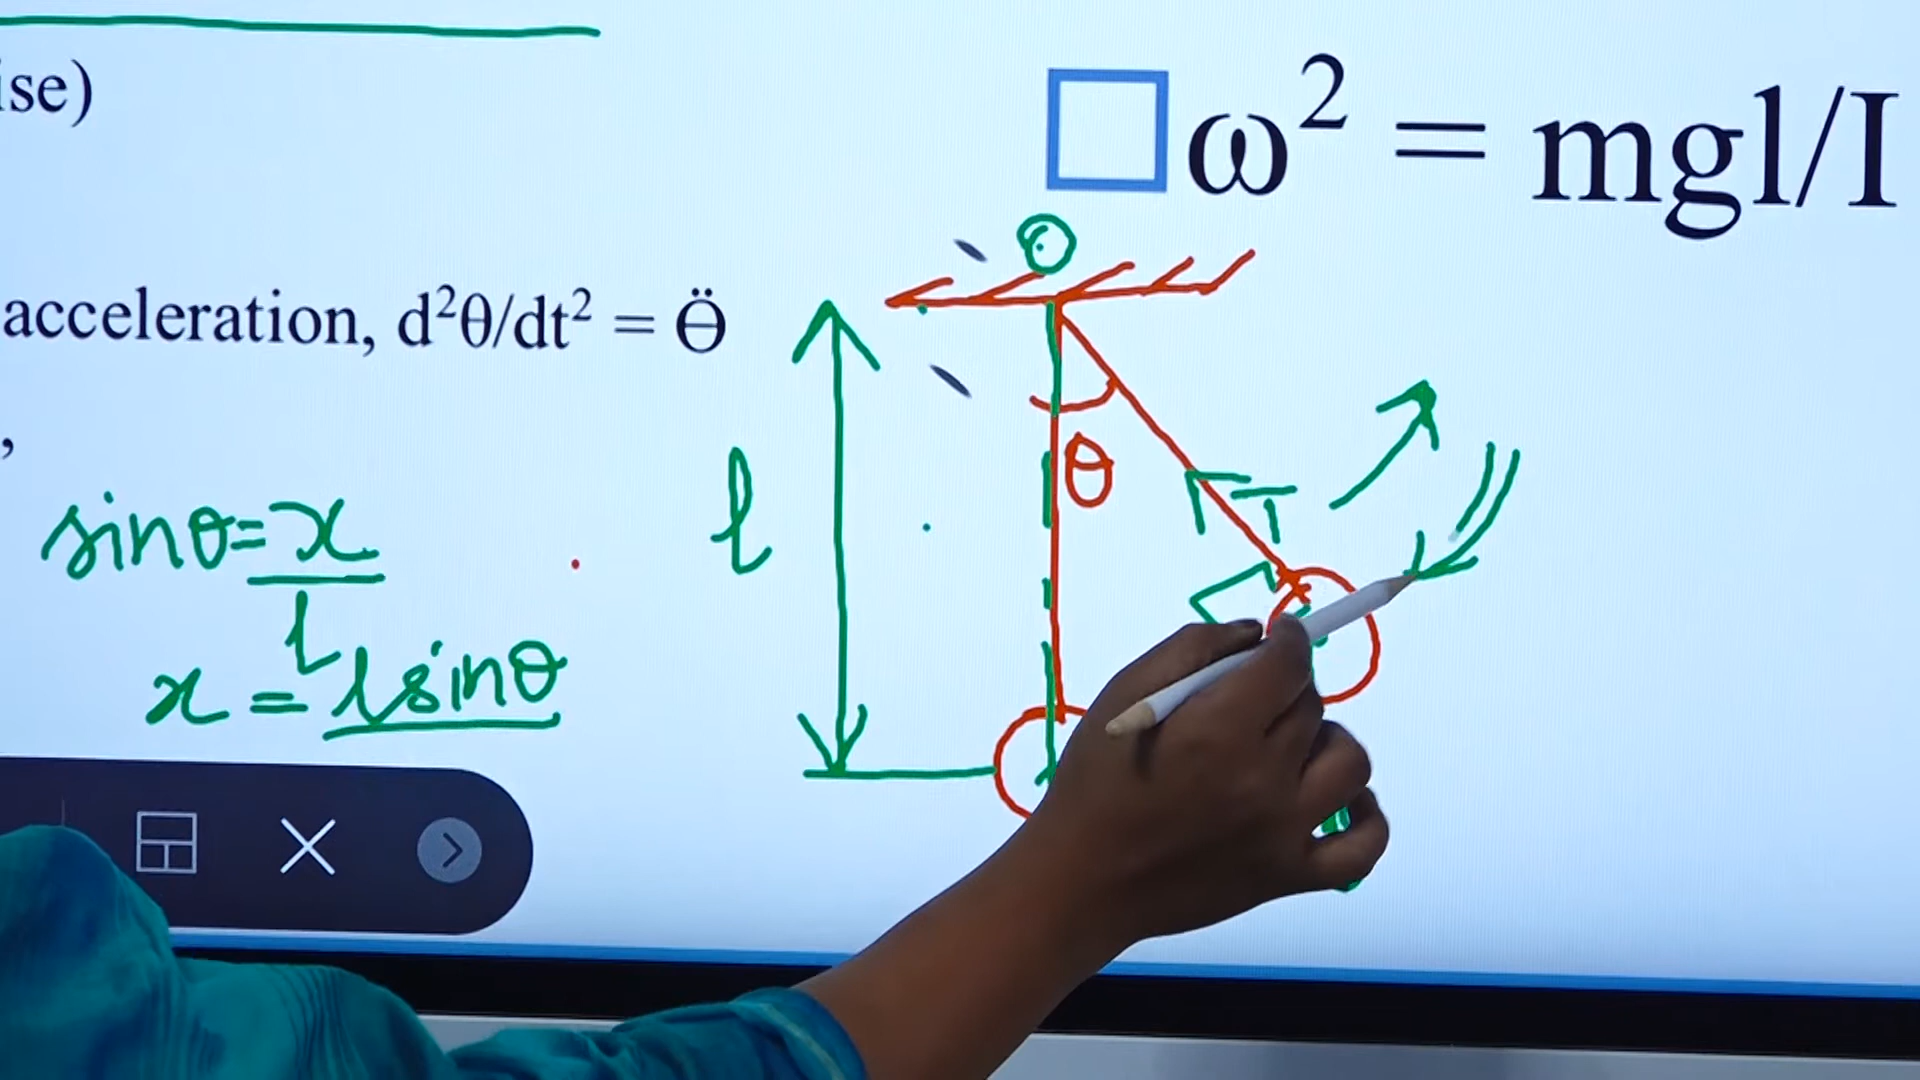 ise)
ω² = mgl/I
acceleration, d²θ/dt² = Ӫ
,
sinθ = x
l
x = lsinθ
l
θ
T